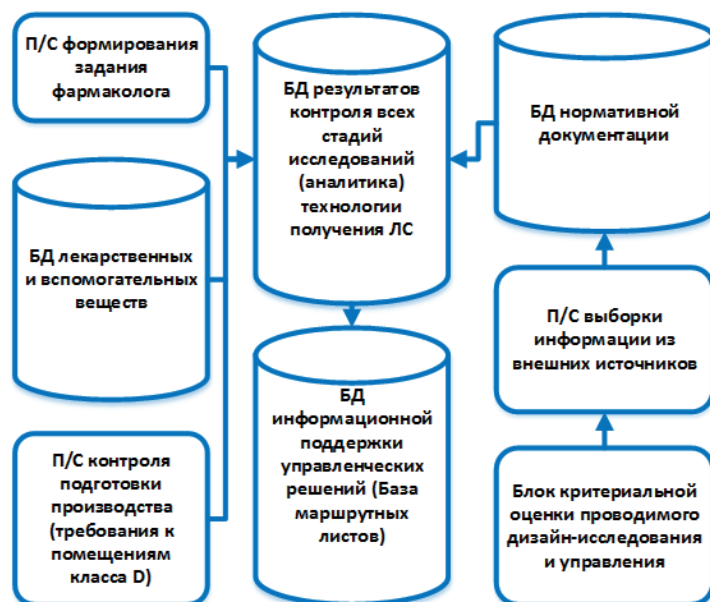 П/С формирования
задания
фармаколога
БД лекарственных
и вспомогательных
веществ
П/С контроля
подготовки
производства
(требования к
помещениям
класса D)
БД результатов
контроля всех
стадий
исследований
(аналитика)
технологии
получения ЛС
БД
информационной
поддержки
управленческих
решений (База
маршрутных
листов)
БД нормативной
документации
П/С выборки
информации из
внешних источников
Блок критериальной
оценки проводимого
дизайн-исследования
и управления